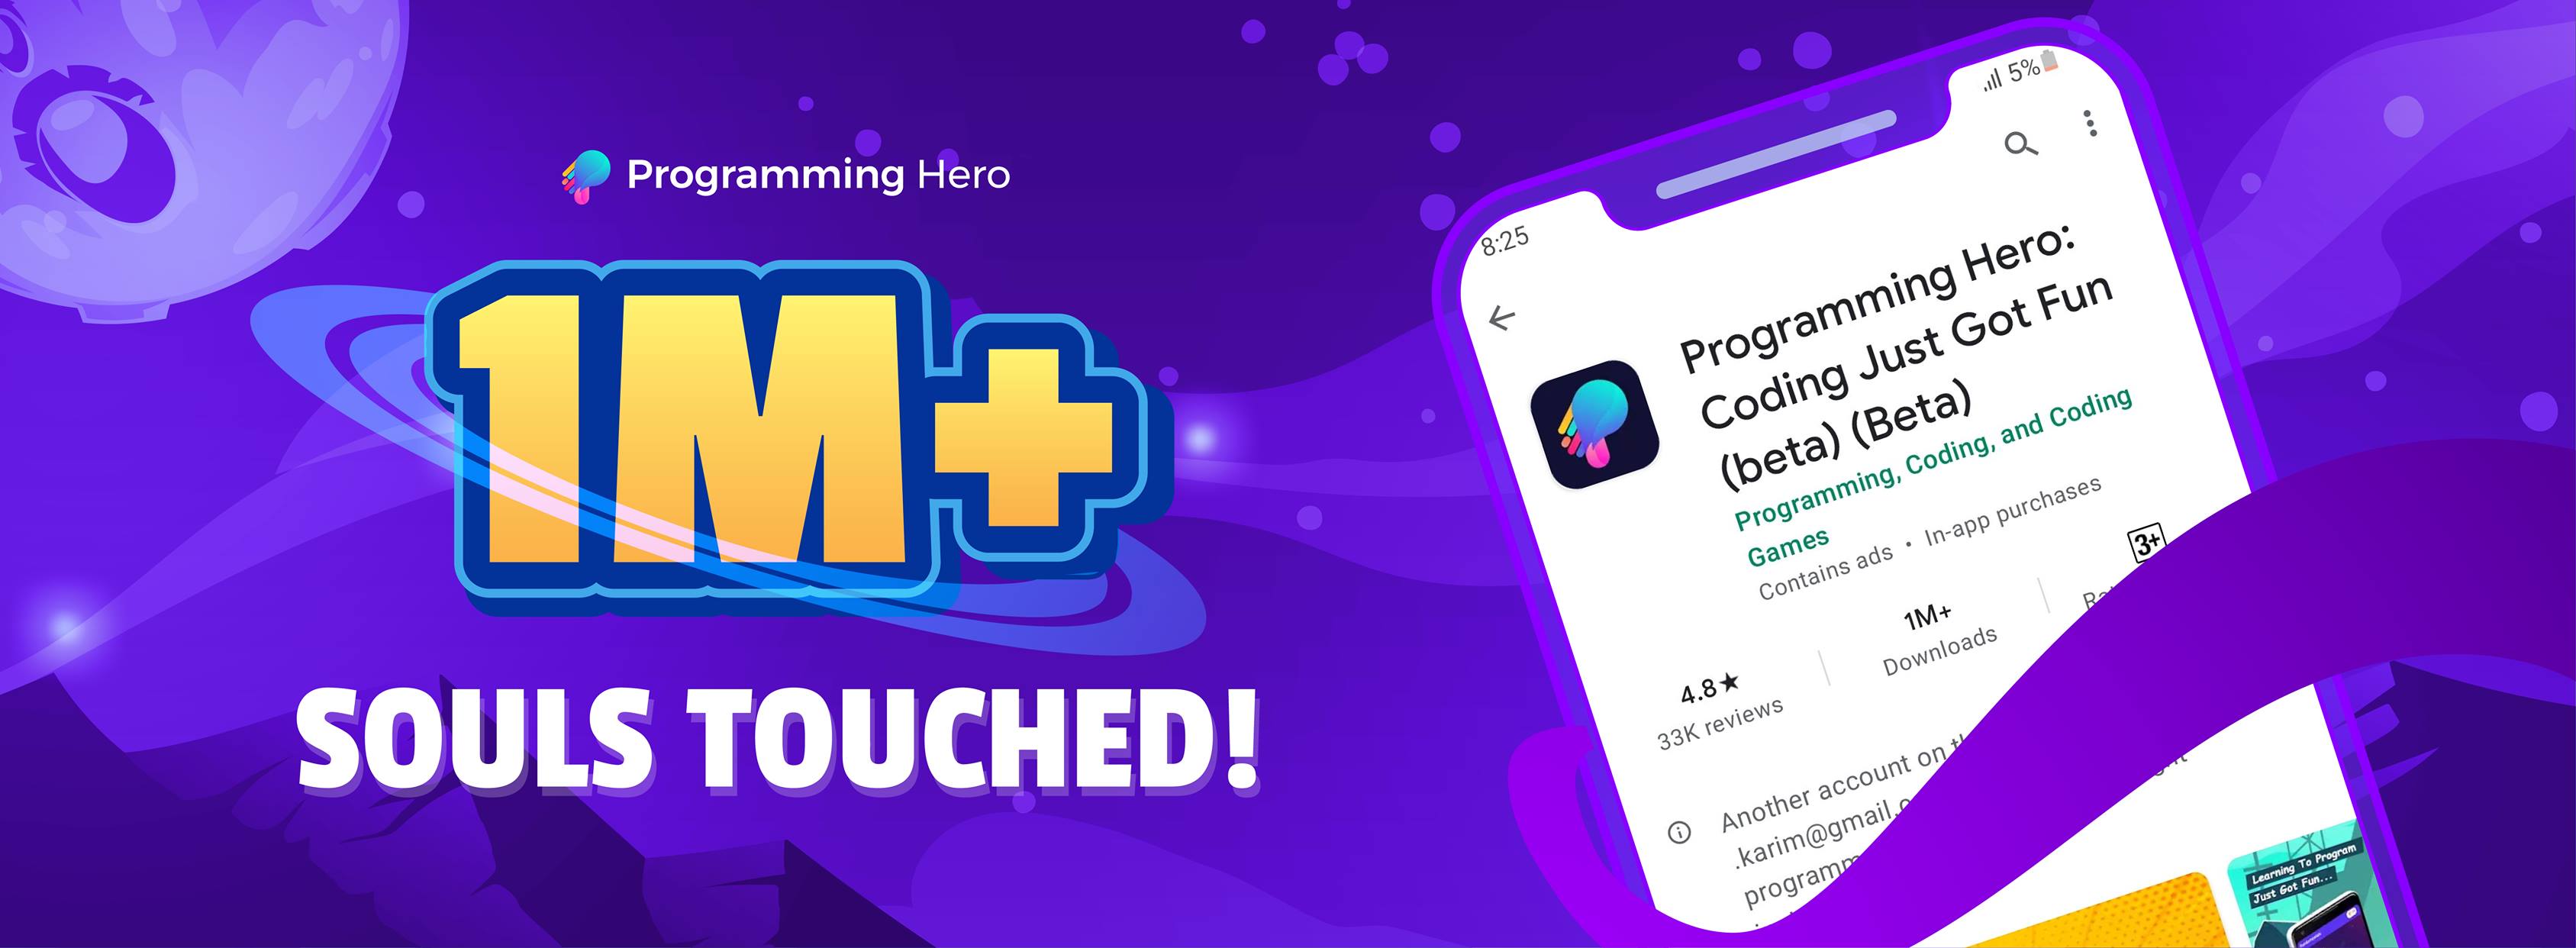 Programming Hero
1M+
SOULS TOUCHED!
8:25
5%
Programming Hero:
Coding Just Got Fun
(beta) (Beta)
Programming, Coding, and Coding
Games
Contains ads • In-app purchases
4.8★
33K reviews
1M+
Downloads
3+
Another account on
.karim@gmail.
Learning To Program
Just Got Fun...